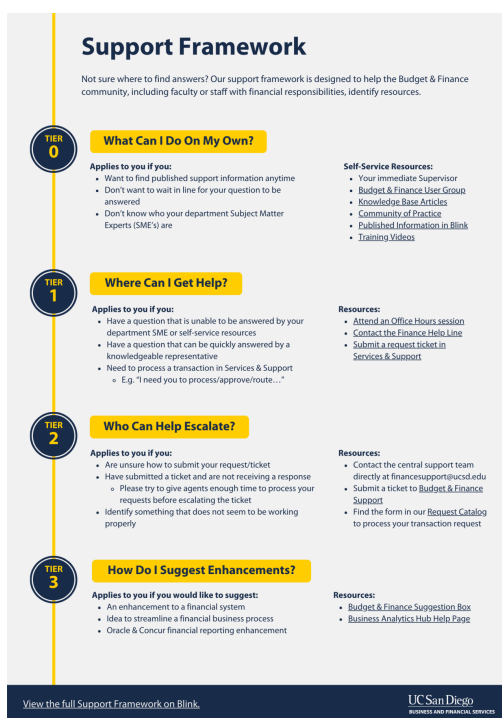 Support Framework
Not sure where to find answers? Our support framework is designed to help the Budget & Finance
community, including faculty or staff with financial responsibilities, identify resources.
TIER
0
What Can I Do On My Own?
Applies to you if you:
• Want to find published support information anytime
• Don't want to wait in line for your question to be
answered
• Don't know who your department Subject Matter
Experts (SME's) are
Self-Service Resources:
• Your immediate Supervisor
• Budget & Finance User Group
• Knowledge Base Articles
• Community of Practice
• Published Information in Blink
• Training Videos
TIER
1
Where Can I Get Help?
Applies to you if you:
• Have a question that is unable to be answered by your
department SME or self-service resources
• Have a question that can be quickly answered by a
knowledgeable representative
• Need to process a transaction in Services & Support
○ E.g. "I need you to process/approve/route…"
Resources:
• Attend an Office Hours session
• Contact the Finance Help Line
• Submit a request ticket in
Services & Support
TIER
2
Who Can Help Escalate?
Applies to you if you:
• Are unsure how to submit your request/ticket
• Have submitted a ticket and are not receiving a response
○ Please try to give agents enough time to process your
requests before escalating the ticket
• Identify something that does not seem to be working
properly
Resources:
• Contact the central support team
directly at financesupport@ucsd.edu
• Submit a ticket to Budget & Finance
Support
• Find the form in our Request Catalog
to process your transaction request
TIER
3
How Do I Suggest Enhancements?
Applies to you if you would like to suggest:
• An enhancement to a financial system
• Idea to streamline a financial business process
• Oracle & Concur financial reporting enhancement
Resources:
• Budget & Finance Suggestion Box
• Business Analytics Hub Help Page
View the full Support Framework on Blink.
UC San Diego
BUSINESS AND FINANCIAL SERVICES